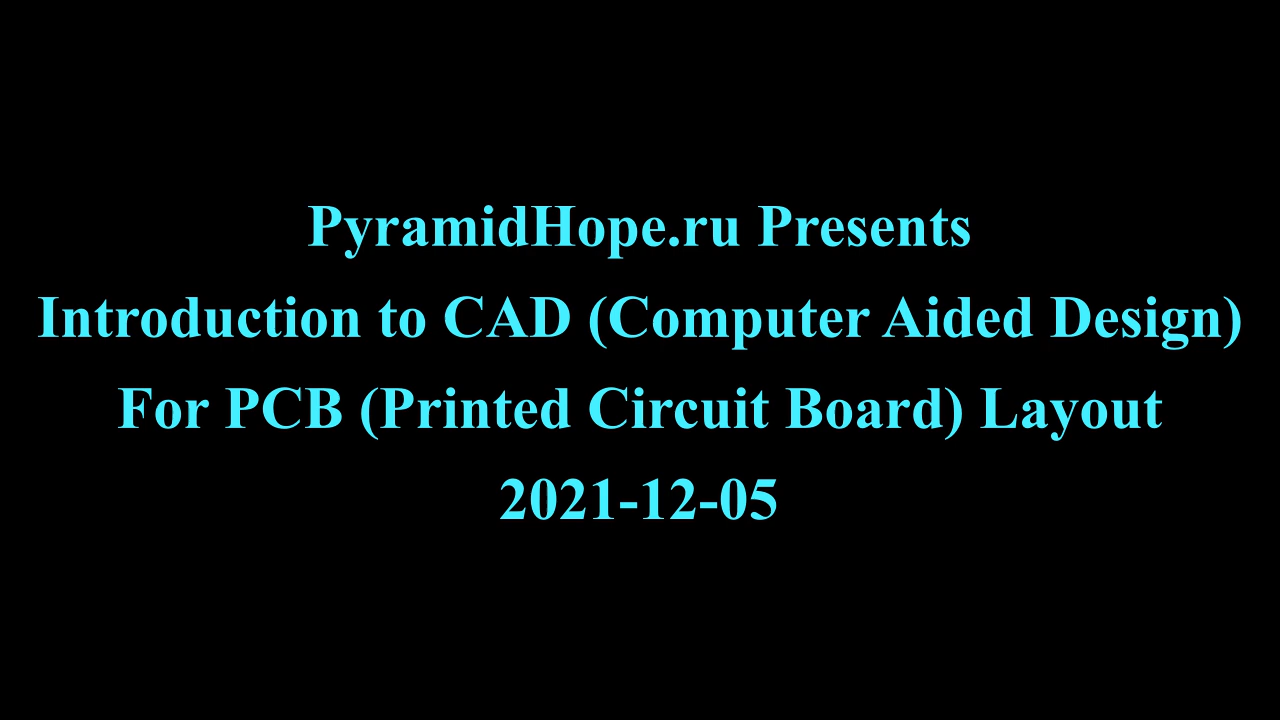 PyramidHope.ru Presents
Introduction to CAD (Computer Aided Design)
For PCB (Printed Circuit Board) Layout
2021-12-05